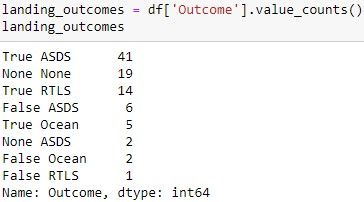 landing_outcomes = df['Outcome'].value_counts()
landing_outcomes
True ASDS      41
None None      19
True RTLS      14
False ASDS      6
True Ocean      5
None ASDS       2
False Ocean     2
False RTLS      1
Name: Outcome, dtype: int64